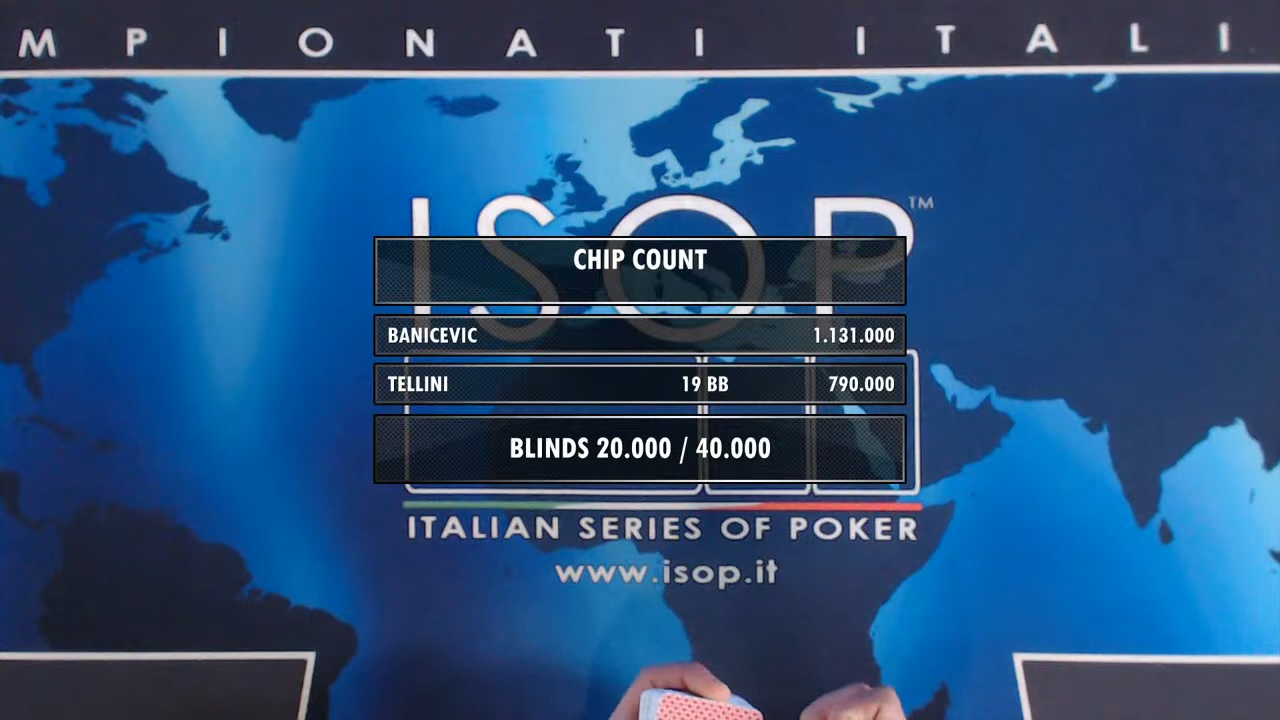 MPIONATI ITALI
ISOP™
CHIP COUNT
BANICEVIC 1.131.000
TELLINI 19 BB 790.000
BLINDS 20.000 / 40.000
ITALIAN SERIES OF POKER
www.isop.it